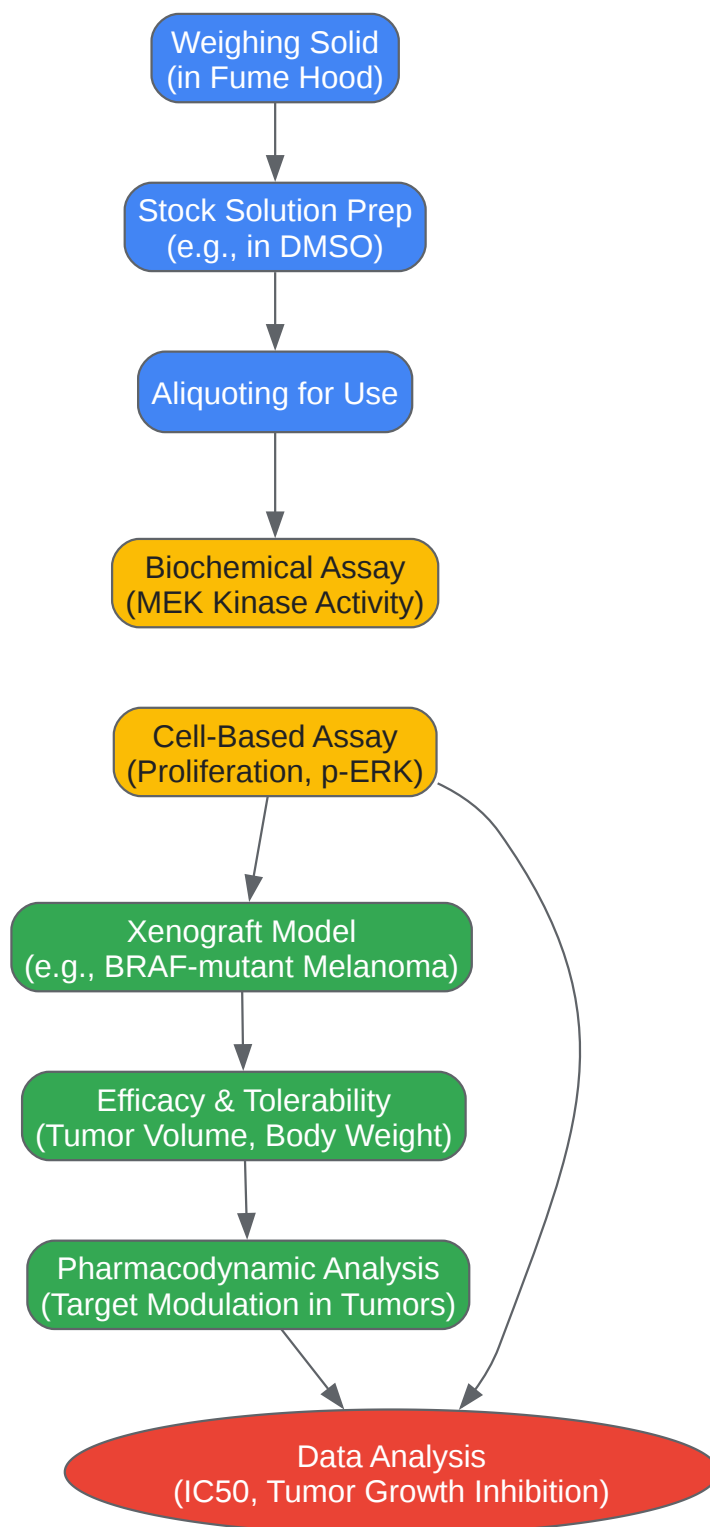 Weighing Solid
(in Fume Hood)
Stock Solution Prep
(e.g., in DMSO)
Aliquoting for Use
Biochemical Assay
(MEK Kinase Activity)
Cell-Based Assay
(Proliferation, p-ERK)
Xenograft Model
(e.g., BRAF-mutant Melanoma)
Efficacy & Tolerability
(Tumor Volume, Body Weight)
Pharmacodynamic Analysis
(Target Modulation in Tumors)
Data Analysis
(IC50, Tumor Growth Inhibition)